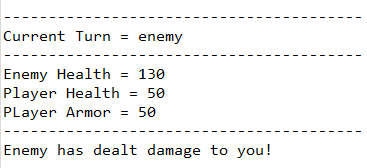 ----------------------------------------
Current Turn = enemy
----------------------------------------
Enemy Health = 130
Player Health = 50
PLayer Armor = 50
----------------------------------------
Enemy has dealt damage to you!